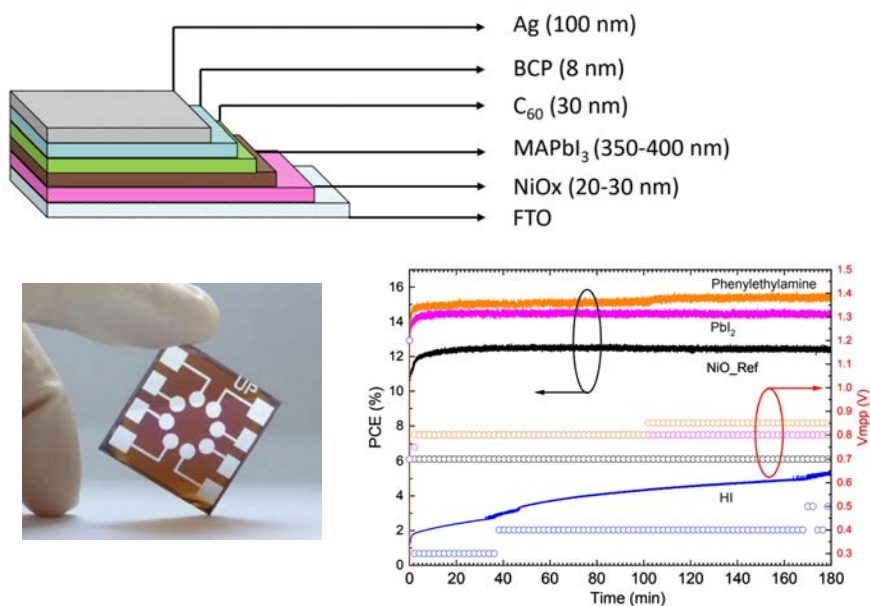 Ag (100 nm)
BCP (8 nm)
C₆₀ (30 nm)
MAPbI₃ (350-400 nm)
NiOx (20-30 nm)
FTO
UP
16
14
12
10
8
6
4
2
0
PCE (%)
Phenylethylamine
PbI₂
NiO_Ref
HI
1.5
1.4
1.3
1.2
1.1
1.0
0.9
0.8
0.7
0.6
0.5
0.4
0.3
Vmpp (V)
0 20 40 60 80 100 120 140 160 180
Time (min)